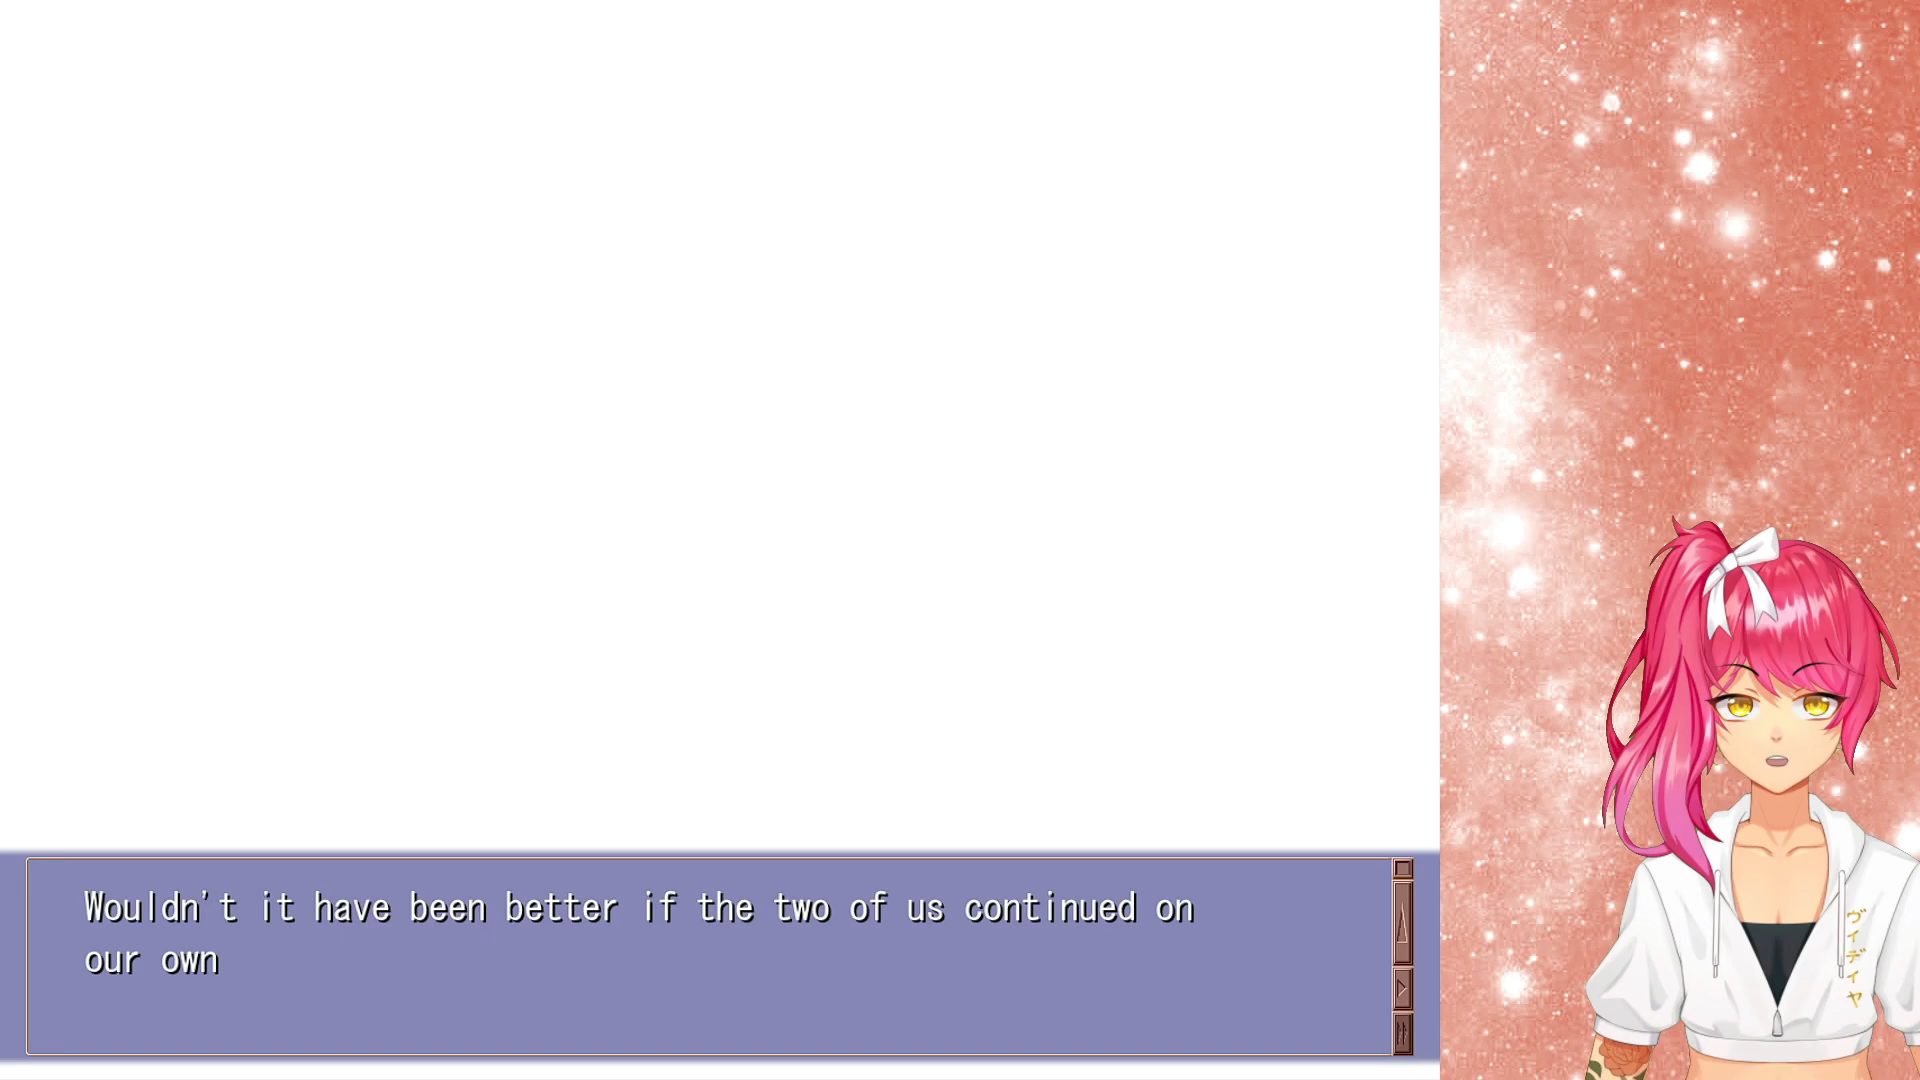 Wouldn't it have been better if the two of us continued on
our own
ヴィディヤ